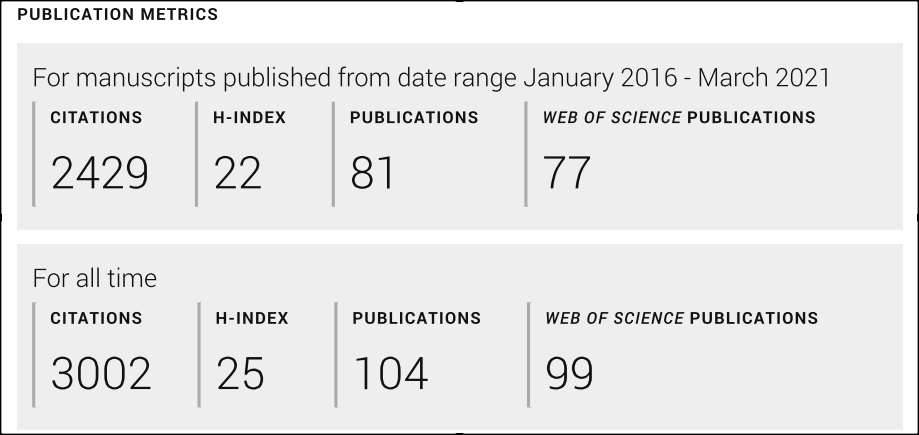 PUBLICATION METRICS
For manuscripts published from date range January 2016 - March 2021
CITATIONS H-INDEX PUBLICATIONS WEB OF SCIENCE PUBLICATIONS
2429 22 81 77
For all time
CITATIONS H-INDEX PUBLICATIONS WEB OF SCIENCE PUBLICATIONS
3002 25 104 99